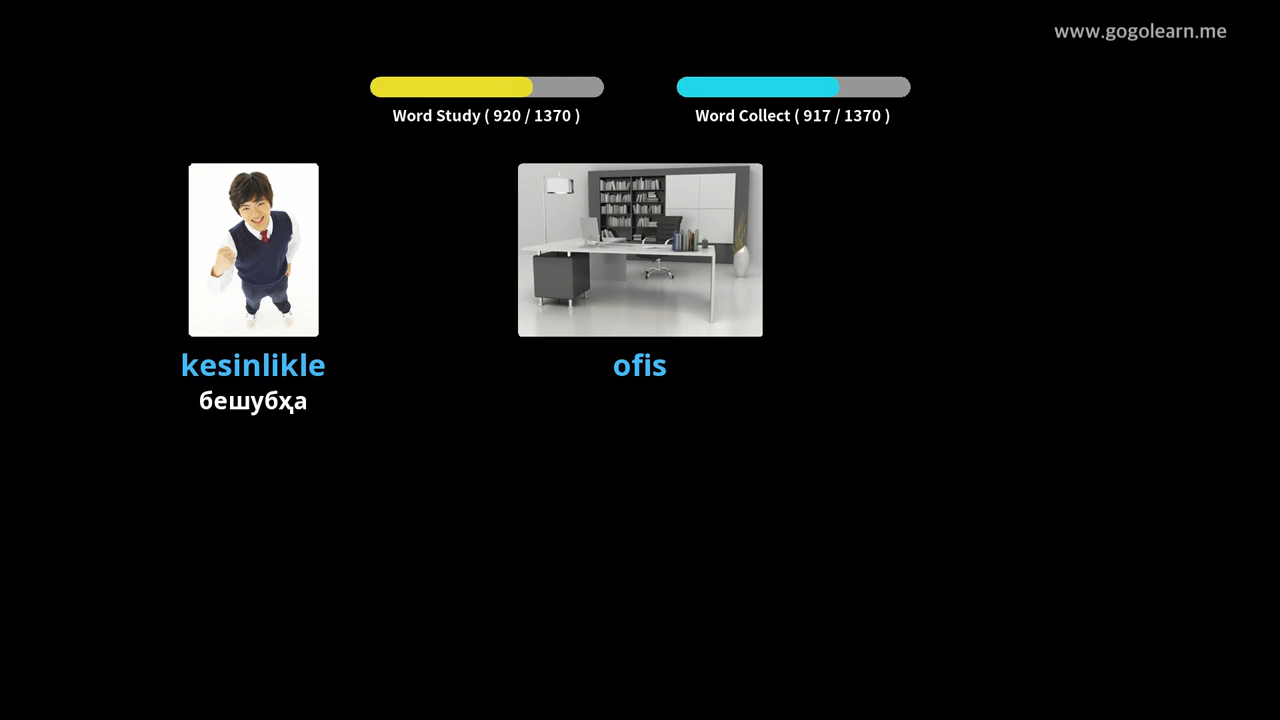 www.gogolearn.me
Word Study ( 920 / 1370 )
Word Collect ( 917 / 1370 )
kesinlikle
ofis
бешубҳа